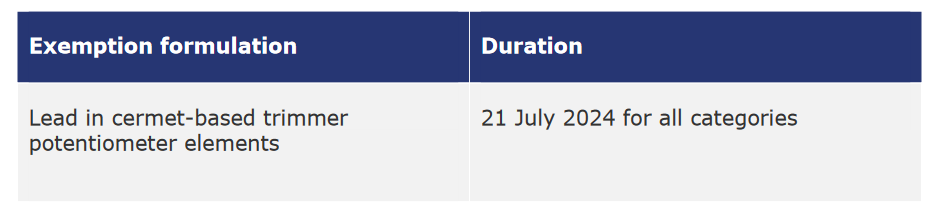 Exemption formulation
Duration
Lead in cermet-based trimmer
potentiometer elements
21 July 2024 for all categories